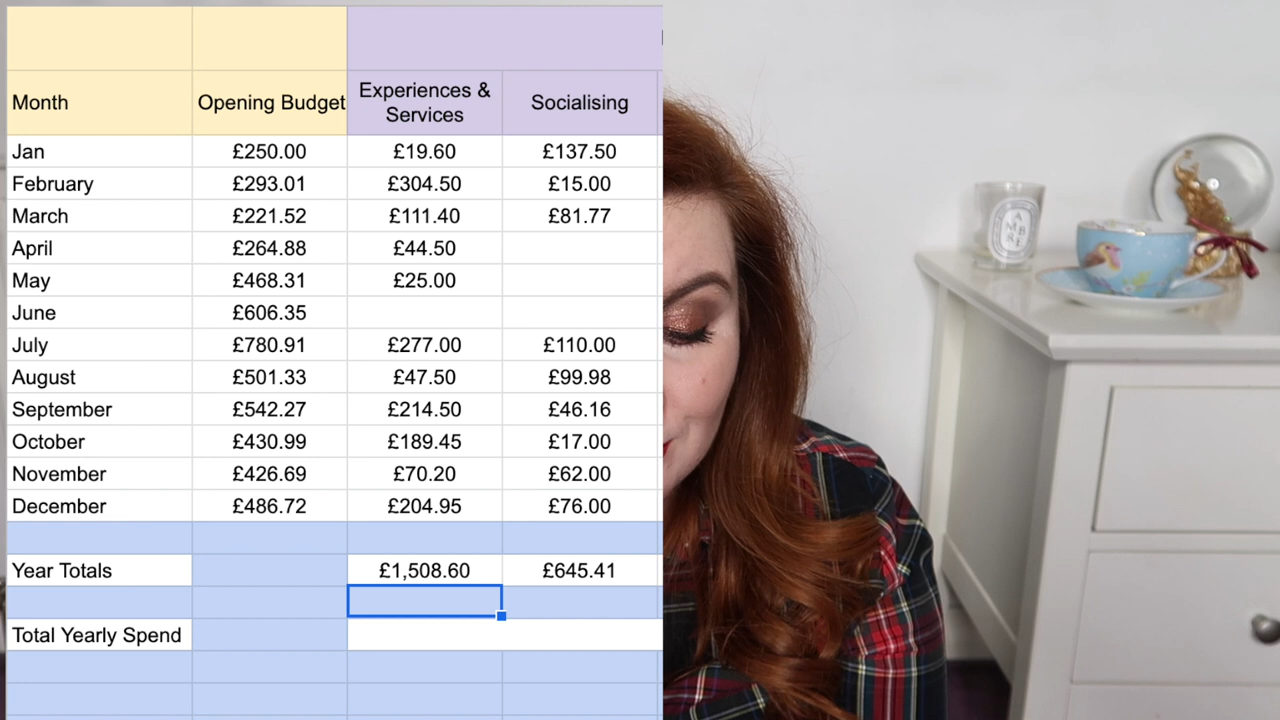 Month Opening Budget Experiences & Services Socialising
Jan £250.00 £19.60 £137.50
February £293.01 £304.50 £15.00
March £221.52 £111.40 £81.77
April £264.88 £44.50
May £468.31 £25.00
June £606.35
July £780.91 £277.00 £110.00
August £501.33 £47.50 £99.98
September £542.27 £214.50 £46.16
October £430.99 £189.45 £17.00
November £426.69 £70.20 £62.00
December £486.72 £204.95 £76.00
Year Totals £1,508.60 £645.41
Total Yearly Spend
AMBRE